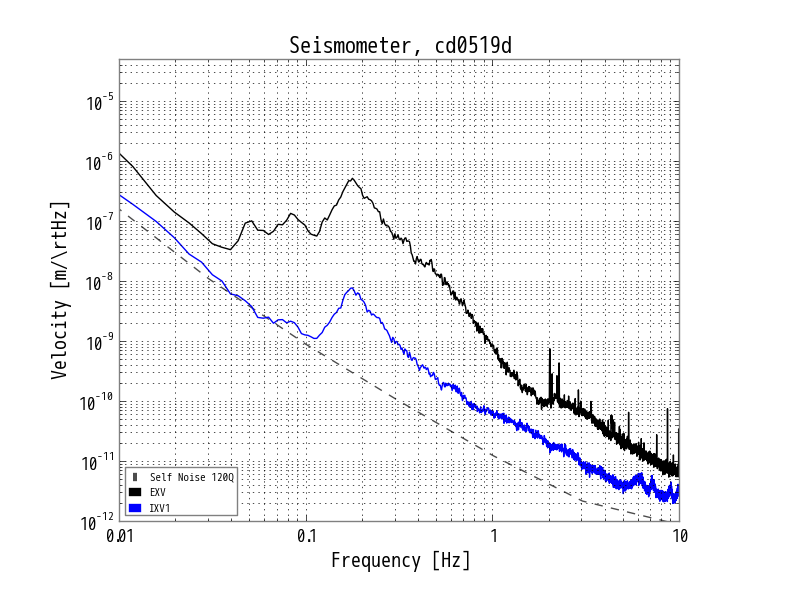 Seismometer, cd0519d
Velocity [m/\rtHz]
10^-5
10^-6
10^-7
10^-8
10^-9
10^-10
10^-11
10^-12
Self Noise 120Q
EXV
IXV1
0.01
0.1
1
10
Frequency [Hz]